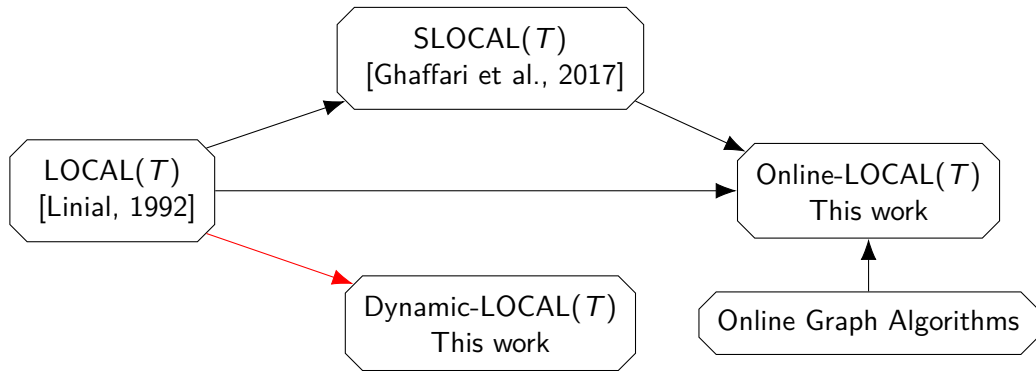 SLOCAL(T)
[Ghaffari et al., 2017]
LOCAL(T)
[Linial, 1992]
Online-LOCAL(T)
This work
Dynamic-LOCAL(T)
This work
Online Graph Algorithms